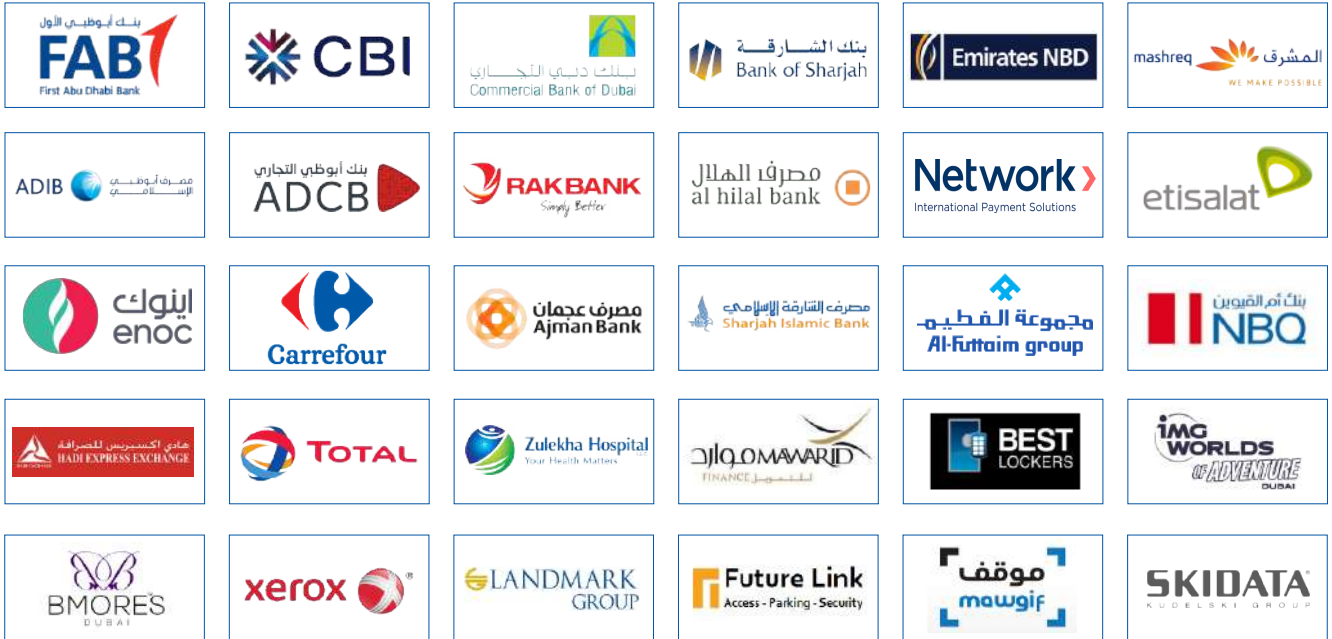 بنك أبوظبي الأول
FAB
First Abu Dhabi Bank
CBI
بنك دبي التجاري
Commercial Bank of Dubai
بنك الشارقة
Bank of Sharjah
Emirates NBD
mashreq المشرق
WE MAKE POSSIBLE
ADIB
مصرف أبوظبي
الإسلامي
بنك أبوظبي التجاري
ADCB
RAKBANK
Simply Better
مصرف الهلال
al hilal bank
Network
International Payment Solutions
etisalat
اينوك
enoc
Carrefour
مصرف عجمان
Ajman Bank
مصرف الشارقة الإسلامي
Sharjah Islamic Bank
مجموعة الفطيم
Al-Futtaim group
بنك أم القيوين
NBQ
هادي اكسبريس للصرافة
HADI EXPRESS EXCHANGE
TOTAL
Zulekha Hospital
Your Health Matters
موارد MAWARID
FINANCE للتمويل
BEST
LOCKERS
iMG
WORLDS
OF ADVENTURE
DUBAI
BMORES
DUBAI
xerox
LANDMARK
GROUP
Future Link
Access - Parking - Security
موقف
mawgif
SKIDATA
KUDELSKI GROUP